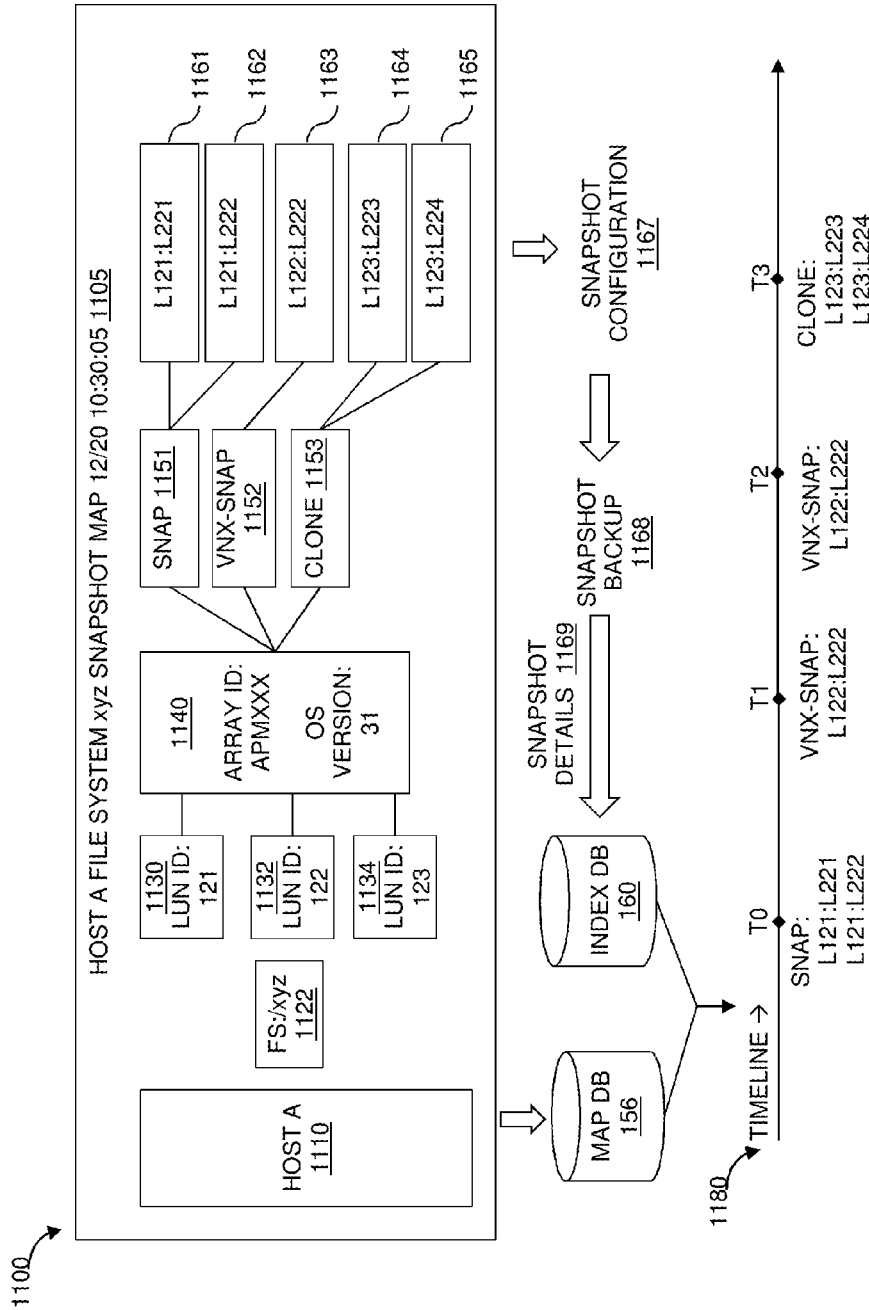 1100
HOST A FILE SYSTEM xyz SNAPSHOT MAP 12/20 10:30:05 1105
HOST A
1110
FS:/xyz
1122
1130
LUN ID:
121
1132
LUN ID:
122
1134
LUN ID:
123
1140
ARRAY ID:
APMXXX
OS
VERSION:
31
SNAP 1151
VNX-SNAP
1152
CLONE 1153
L121:L221
L121:L222
L122:L222
L123:L223
L123:L224
1161
1162
1163
1164
1165
MAP DB
156
INDEX DB
160
SNAPSHOT
DETAILS 1169
SNAPSHOT
BACKUP
1168
SNAPSHOT
CONFIGURATION
1167
1180
TIMELINE →
T0
SNAP:
L121:L221
L121:L222
T1
VNX-SNAP:
L122:L222
T2
VNX-SNAP:
L122:L222
T3
CLONE:
L123:L223
L123:L224